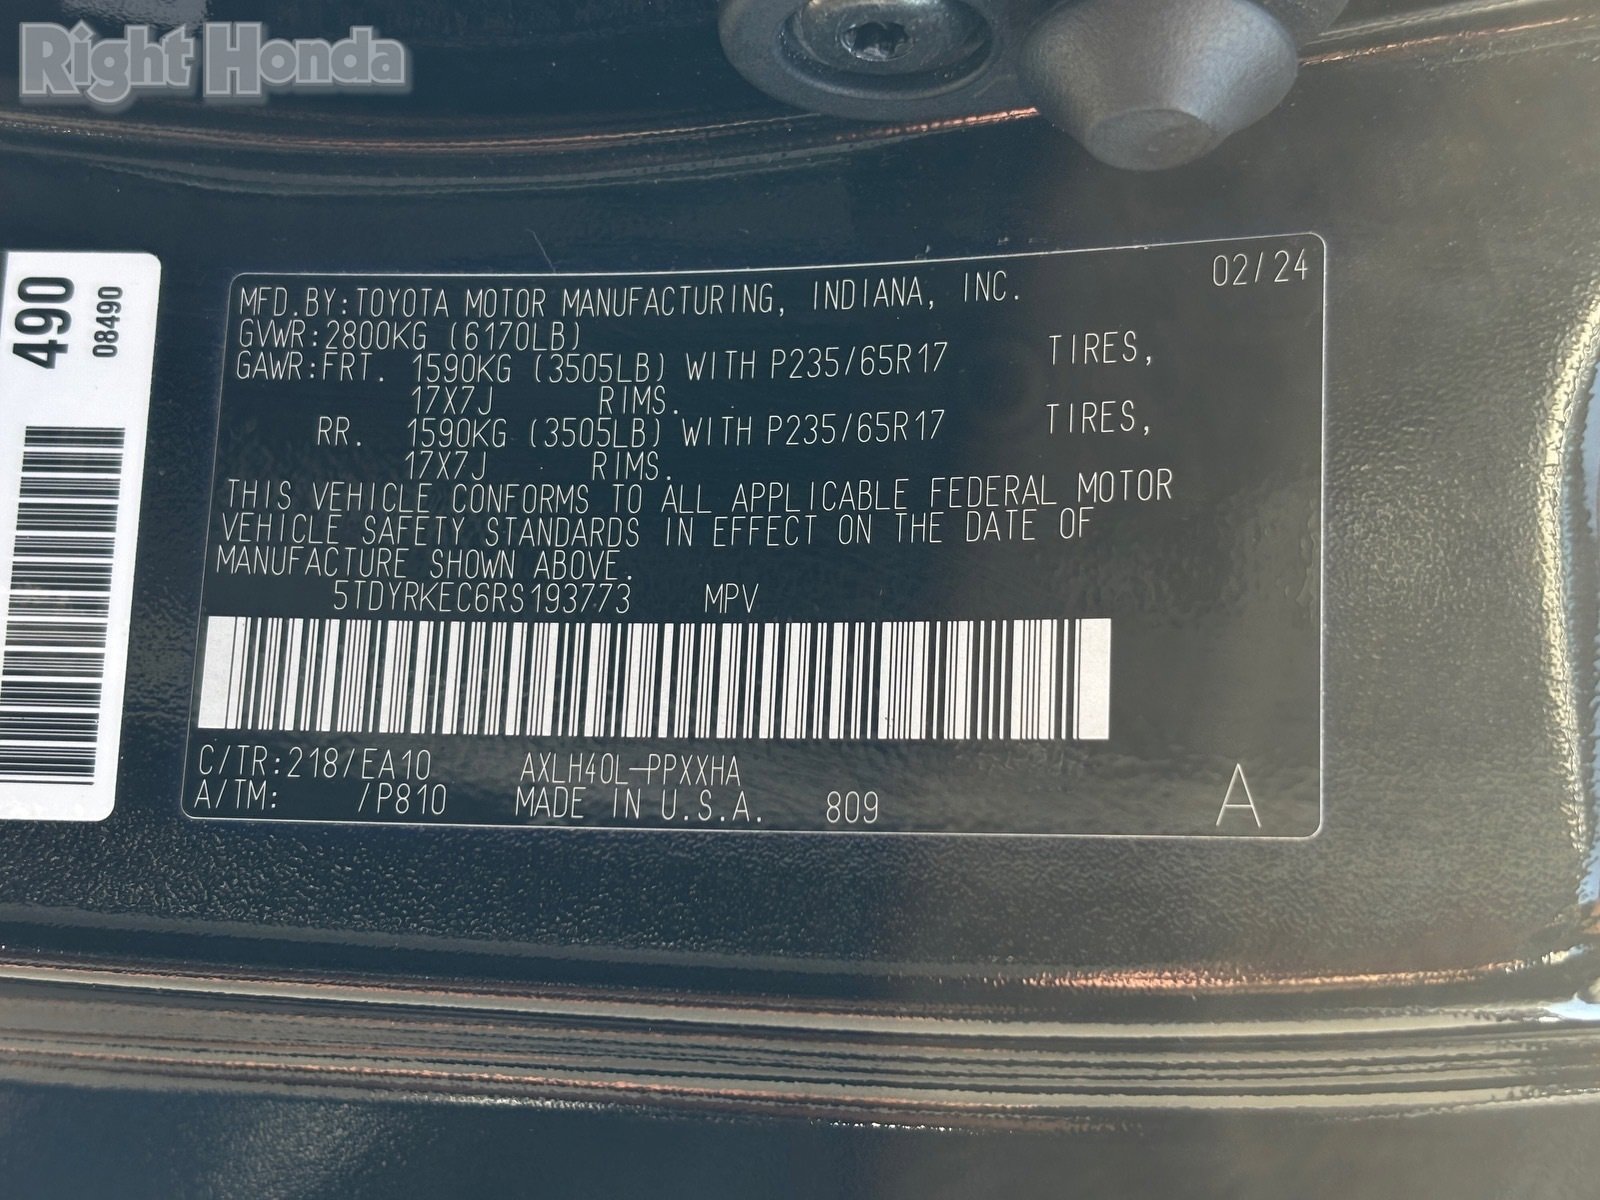 Right Honda
490
08490
02/24
MFD.BY:TOYOTA MOTOR MANUFACTURING, INDIANA, INC.
GVWR:2800KG (6170LB)
GAWR:FRT. 1590KG (3505LB) WITH P235/65R17 TIRES,
17X7J RIMS.
RR. 1590KG (3505LB) WITH P235/65R17 TIRES,
17X7J RIMS.
THIS VEHICLE CONFORMS TO ALL APPLICABLE FEDERAL MOTOR
VEHICLE SAFETY STANDARDS IN EFFECT ON THE DATE OF
MANUFACTURE SHOWN ABOVE.
5TDYRKEC6RS193773 MPV
C/TR:218/EA10 AXLH40L-PPXXHA
A/TM: /P810 MADE IN U.S.A. 809 A